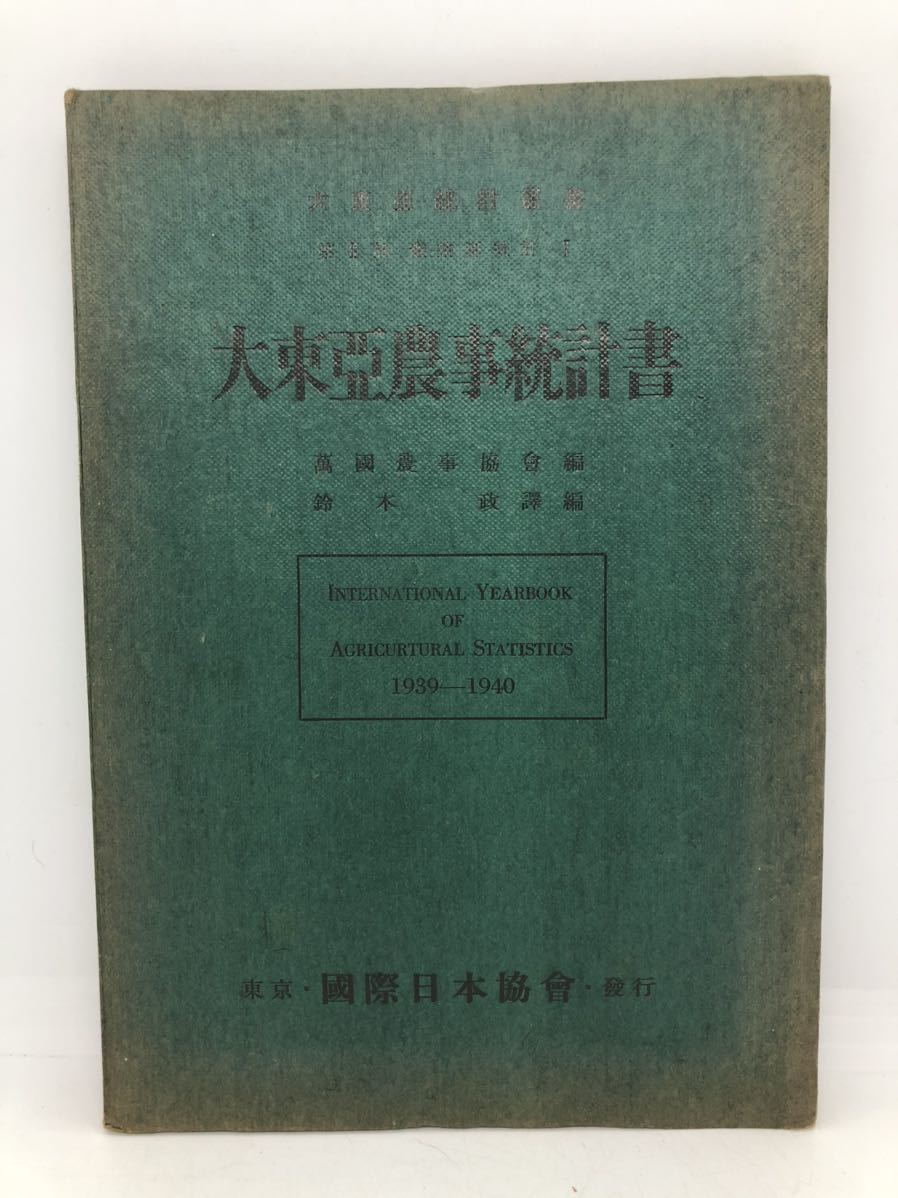 大東亞農事統計書
萬國農事協會編
鈴木 政譯編
INTERNATIONAL YEARBOOK
OF
AGRICURTURAL STATISTICS
1939—1940
東京・國際日本協會・發行